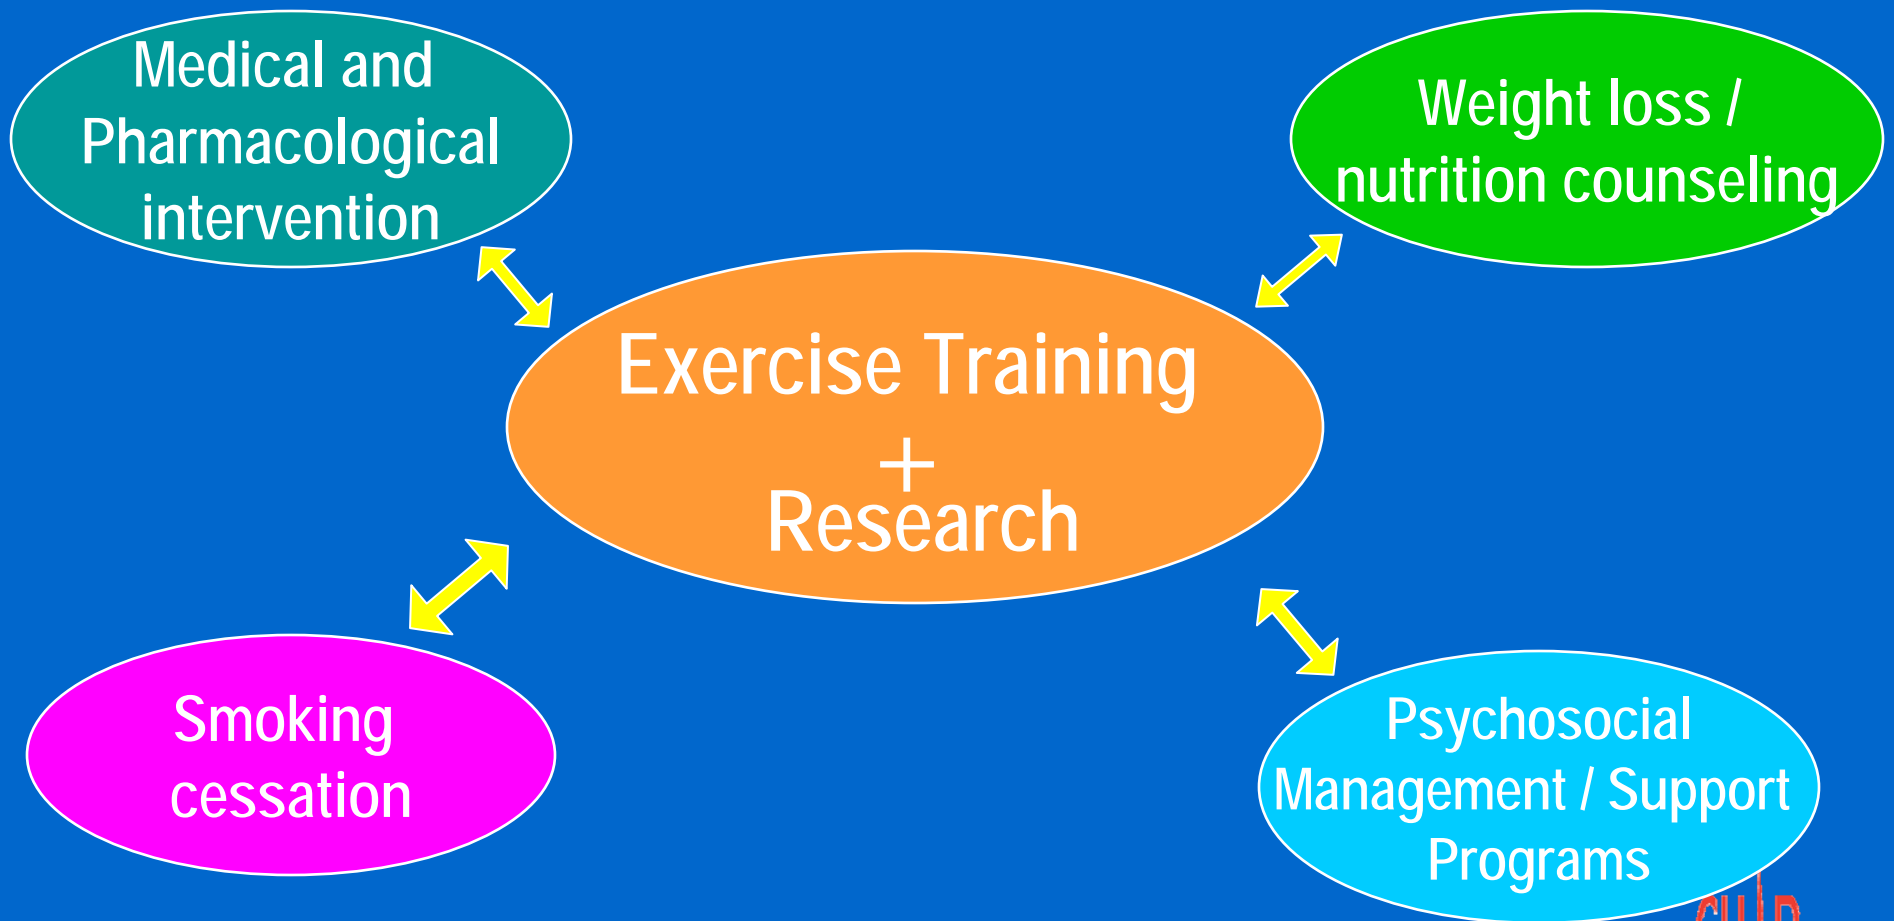 Medical and
Pharmacological
intervention
Weight loss /
nutrition counseling
Exercise Training
+
Research
Smoking
cessation
Psychosocial
Management / Support
Programs